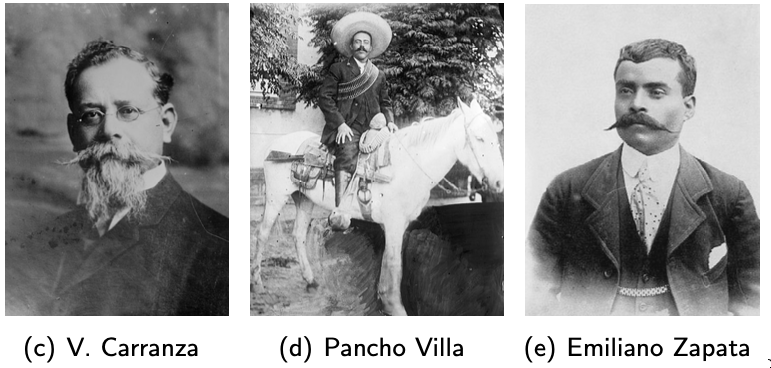 (c) V. Carranza
(d) Pancho Villa
(e) Emiliano Zapata